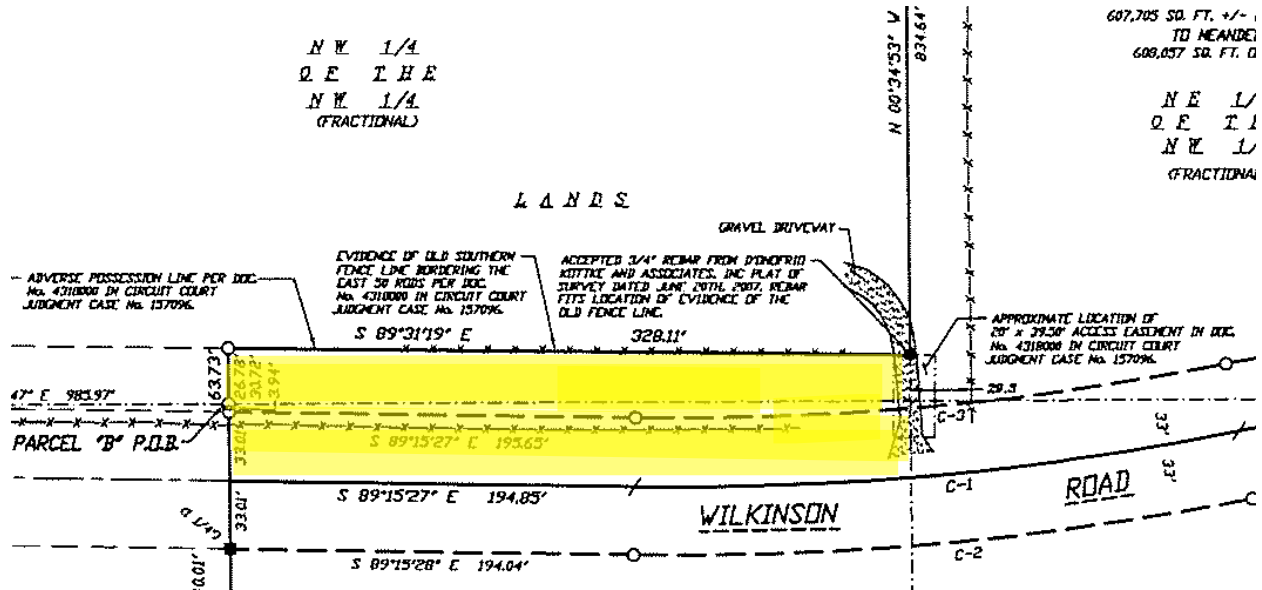 607,705 SQ. FT. +/-
TO MEANDE
608,057 SQ. FT.
N 00°34'53" W
834.64'
N W 1/4
O F T H E
N W 1/4
(FRACTIONAL)
N E 1/
O F T
N W 1/
(FRACTIONA
L A N D S
GRAVEL DRIVEWAY
ADVERSE POSSESSION LINE PER DOC.
No. 4318000 IN CIRCUIT COURT
JUDGMENT CASE No. 157096.
EVIDENCE OF OLD SOUTHERN
FENCE LINE BORDERING THE
EAST 50 RODS PER DOC.
No. 4318000 IN CIRCUIT COURT
JUDGMENT CASE No. 157096.
ACCEPTED 3/4" REBAR FROM D'ONOFRIO
KOTTKE AND ASSOCIATES, INC PLAT OF
SURVEY DATED JUNE 20TH, 2007. REBAR
FITS LOCATION OF EVIDENCE OF THE
OLD FENCE LINE.
APPROXIMATE LOCATION OF
20' x 39.50' ACCESS EASEMENT IN DOC.
No. 4318000 IN CIRCUIT COURT
JUDGMENT CASE No. 157096.
S 89°31'19" E 328.11'
63.73'
26.78'
30.72'
3.94'
47" E 985.97'
29.3
C-3
PARCEL "B" P.O.B.
33.01'
S 89°15'27" E 195.65'
33'
33'
S 89°15'27" E 194.85'
C-1
ROAD
WILKINSON
33.01'
S 89°15'28" E 194.04'
C-2
0.01'